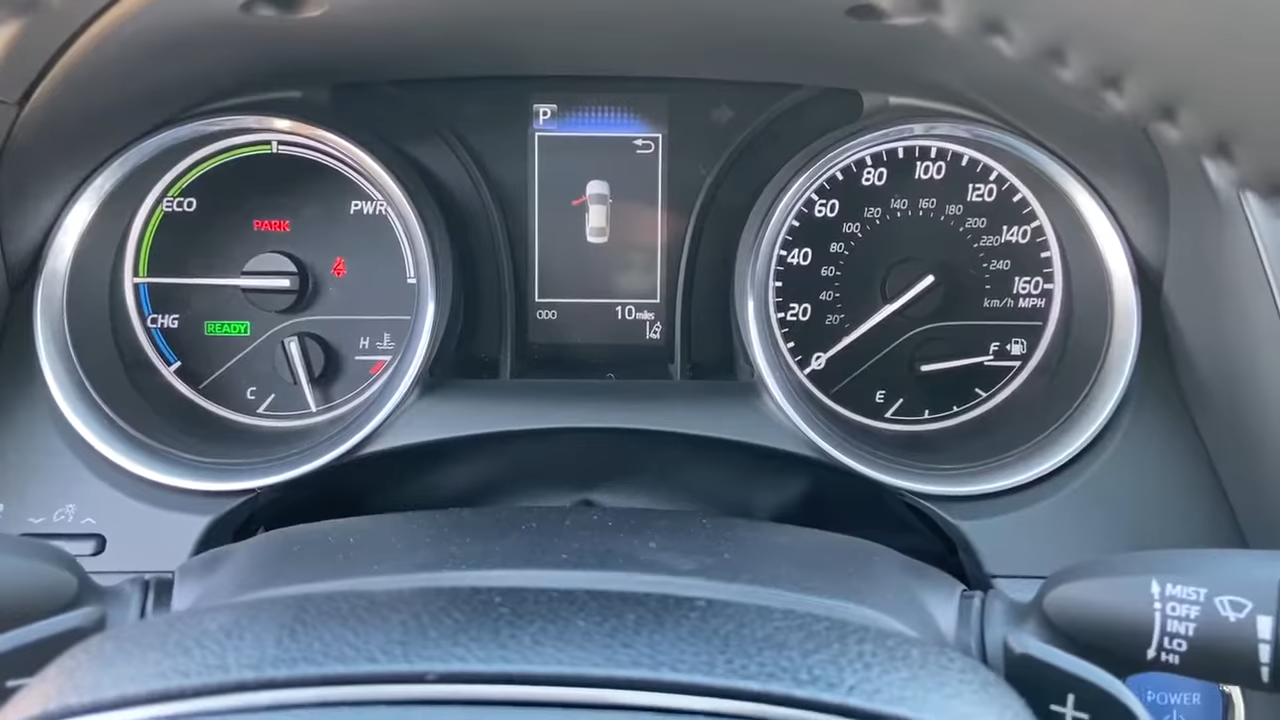 ECO
PWR
PARK
CHG
READY
H
C
P
ODO 10 miles
0
20
40
60
80
100
120
140
160
20
40
60
80
100
120
140
160
180
200
220
240
km/h MPH
F
E
MIST
OFF
INT
LO
HI
POWER